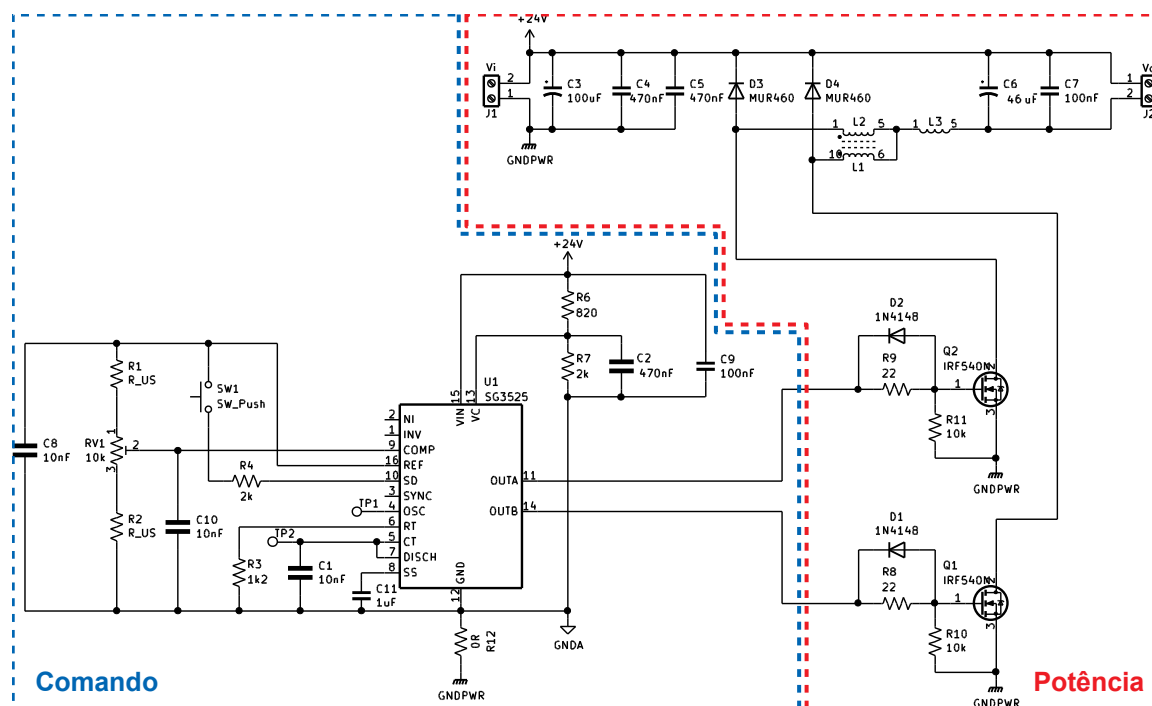 +24V
Vi
2
1
J1
C3
100uF
C4
470nF
C5
470nF
D3
MUR460
D4
MUR460
C6
46uF
C7
100nF
1
2
J2
GNDPWR
1 L2 5
10 6
L1
1 L3 5
+24V
R6
820
R7
2k
C2
470nF
C9
100nF
R1
R_US
SW1
SW_Push
C8
10nF
RV1
10k
1
2
3
R4
2k
R2
R_US
C10
10nF
TP1
TP2
R3
1k2
C1
10nF
C11
1uF
U1
SG3525
15
VIN
13
VC
2 NI
1 INV
9 COMP
16 REF
10 SD
3 SYNC
4 OSC
6 RT
5 CT
7 DISCH
8 SS
12
GND
OUTA 11
OUTB 14
0R
R12
GNDPWR
GNDA
D2
1N4148
R9
22
R11
10k
Q2
IRF540N
1
2
3
GNDPWR
D1
1N4148
R8
22
R10
10k
Q1
IRF540N
1
2
3
GNDPWR
Comando
Potência